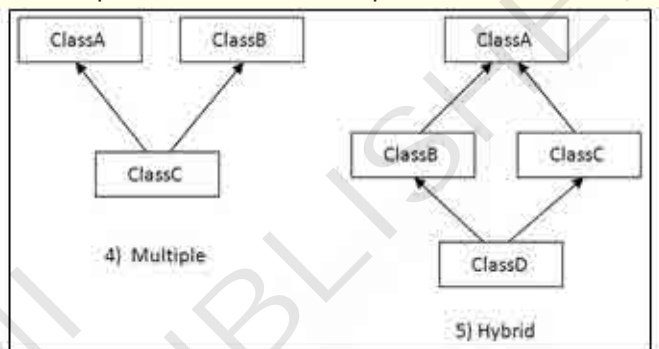 ClassA
ClassB
ClassC
4) Multiple
ClassA
ClassB
ClassC
ClassD
5) Hybrid